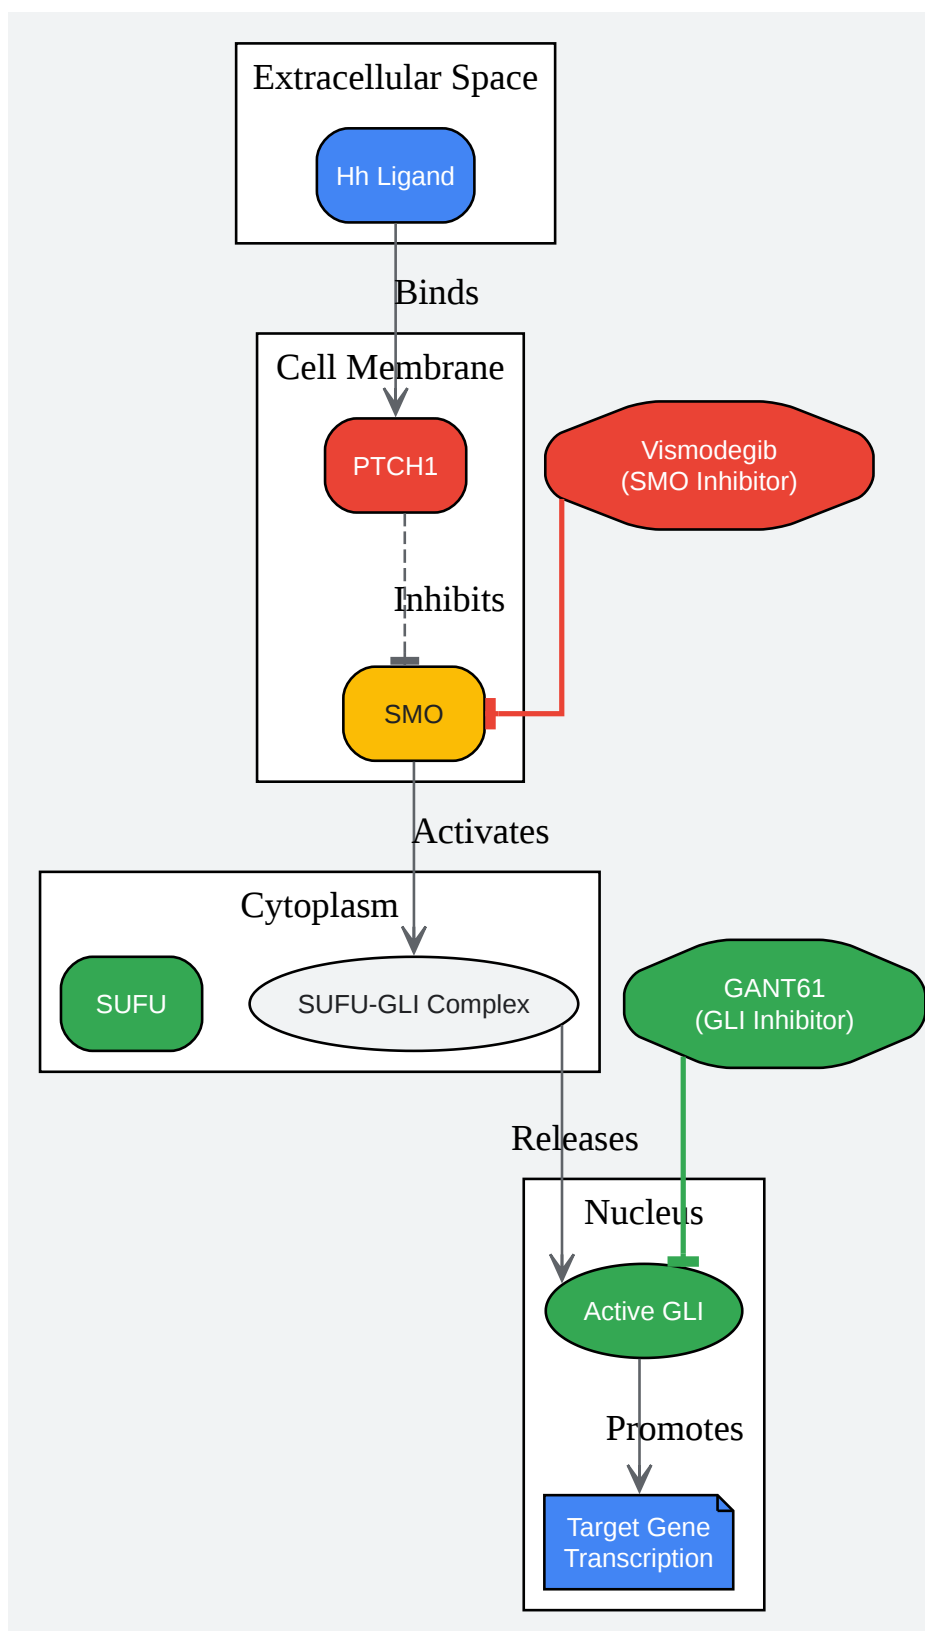 Extracellular Space
Hh Ligand
Binds
Cell Membrane
PTCH1
Vismodegib
(SMO Inhibitor)
Inhibits
SMO
Activates
Cytoplasm
SUFU
SUFU-GLI Complex
GANT61
(GLI Inhibitor)
Releases
Nucleus
Active GLI
Promotes
Target Gene
Transcription